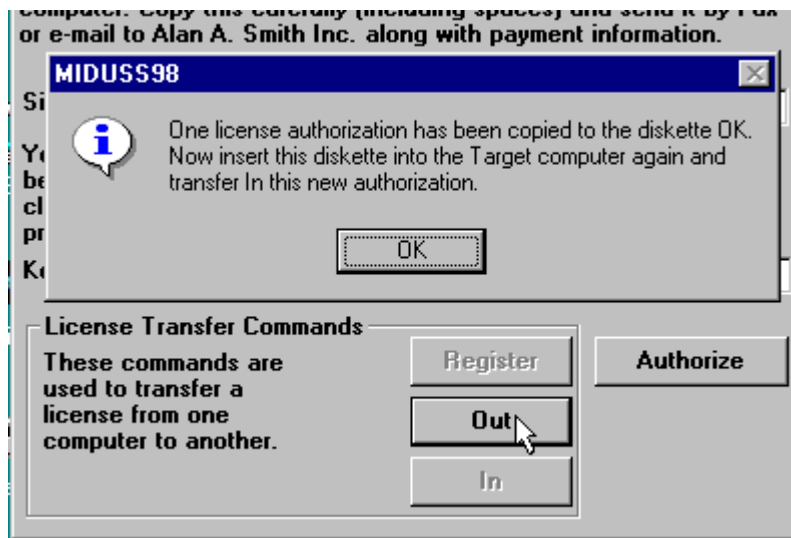 computer. Copy this carefully (including spaces) and send it by Fax
or e-mail to Alan A. Smith Inc. along with payment information.
MIDUSS98
One license authorization has been copied to the diskette OK.
Now insert this diskette into the Target computer again and
transfer In this new authorization.
OK
License Transfer Commands
These commands are
used to transfer a
license from one
computer to another.
Register
Authorize
Out
In